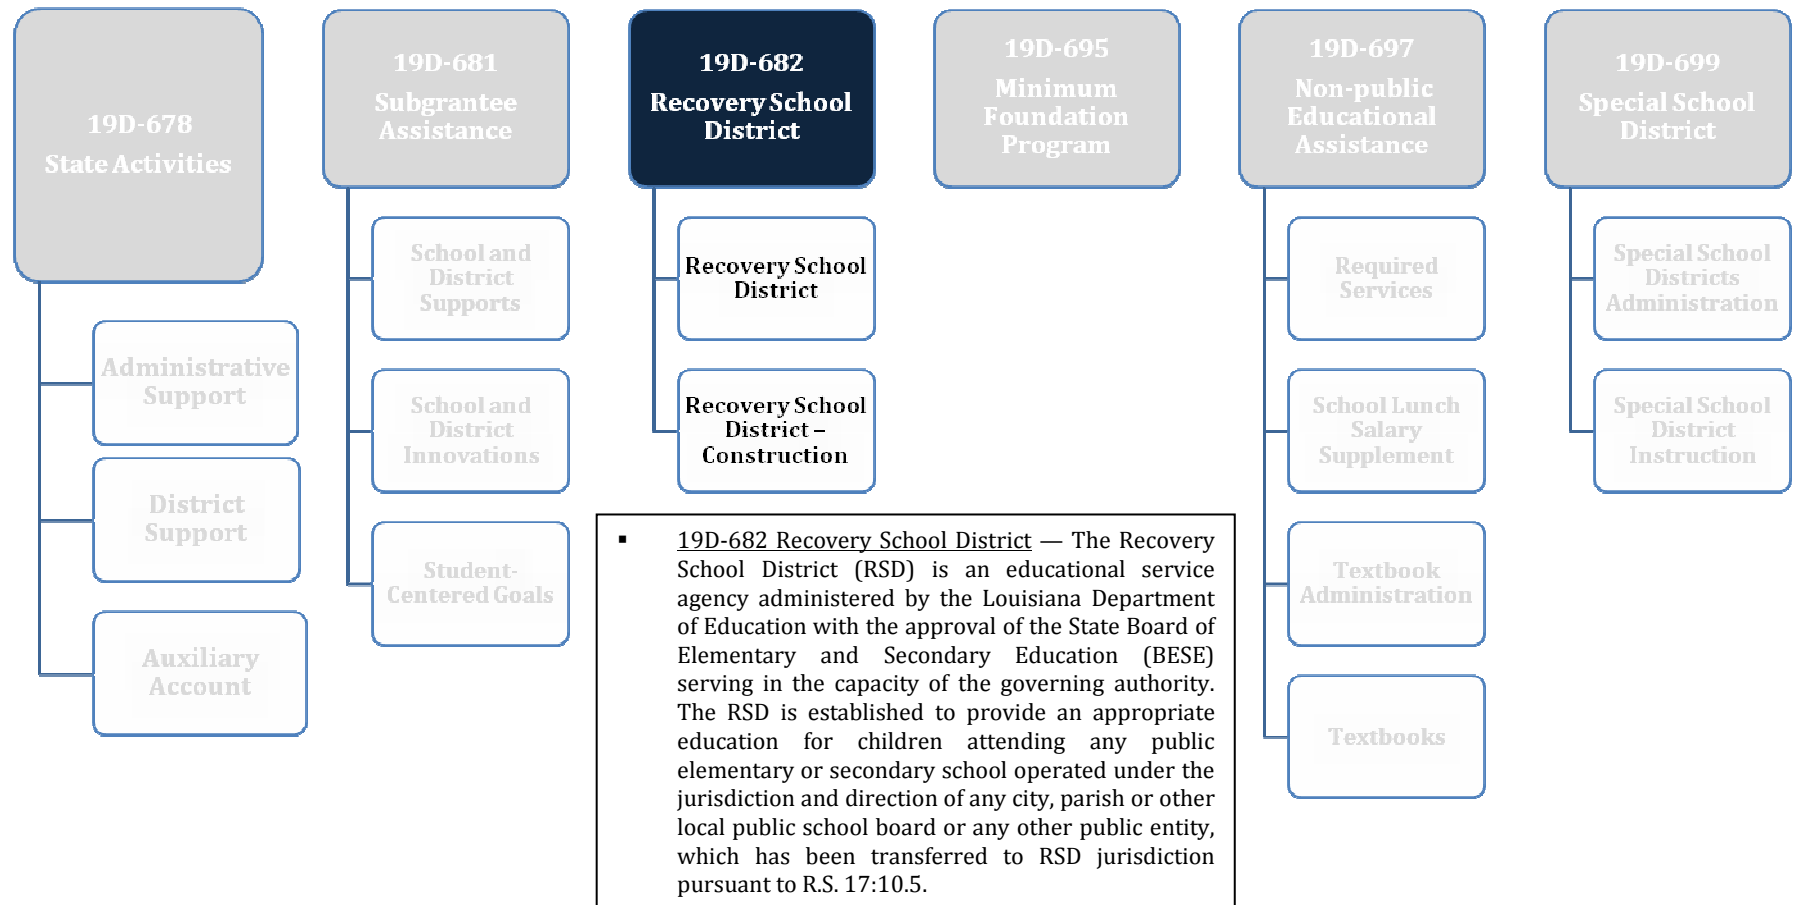 19D-678
State Activities
Administrative
Support
District
Support
Auxiliary
Account
19D-681
Subgrantee
Assistance
School and
District
Supports
School and
District
Innovations
Student-
Centered Goals
19D-682
Recovery School
District
Recovery School
District
Recovery School
District –
Construction
19D-695
Minimum
Foundation
Program
19D-697
Non-public
Educational
Assistance
Required
Services
School Lunch
Salary
Supplement
Textbook
Administration
Textbooks
19D-699
Special School
District
Special School
Districts
Administration
Special School
District
Instruction
▪ 19D-682 Recovery School District — The Recovery
School District (RSD) is an educational service
agency administered by the Louisiana Department
of Education with the approval of the State Board of
Elementary and Secondary Education (BESE)
serving in the capacity of the governing authority.
The RSD is established to provide an appropriate
education for children attending any public
elementary or secondary school operated under the
jurisdiction and direction of any city, parish or other
local public school board or any other public entity,
which has been transferred to RSD jurisdiction
pursuant to R.S. 17:10.5.